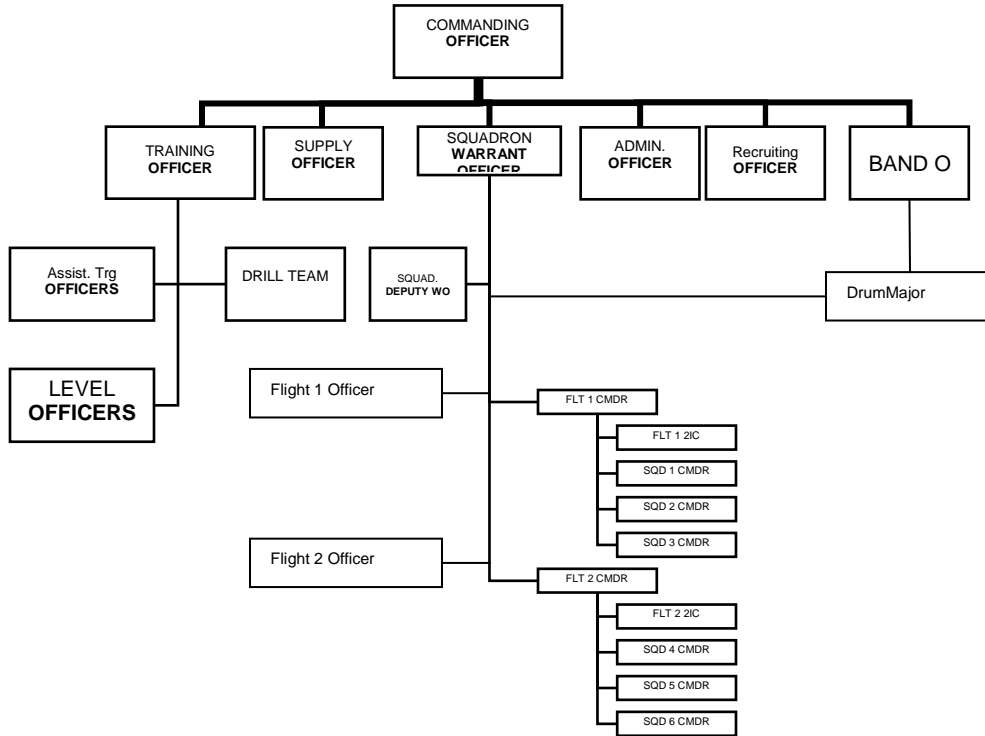 COMMANDING
OFFICER
TRAINING
OFFICER
SUPPLY
OFFICER
SQUADRON
WARRANT
OFFICER
ADMIN.
OFFICER
Recruiting
OFFICER
BAND O
Assist. Trg
OFFICERS
DRILL TEAM
SQUAD.
DEPUTY WO
DrumMajor
LEVEL
OFFICERS
Flight 1 Officer
FLT 1 CMDR
FLT 1 2IC
SQD 1 CMDR
SQD 2 CMDR
SQD 3 CMDR
Flight 2 Officer
FLT 2 CMDR
FLT 2 2IC
SQD 4 CMDR
SQD 5 CMDR
SQD 6 CMDR